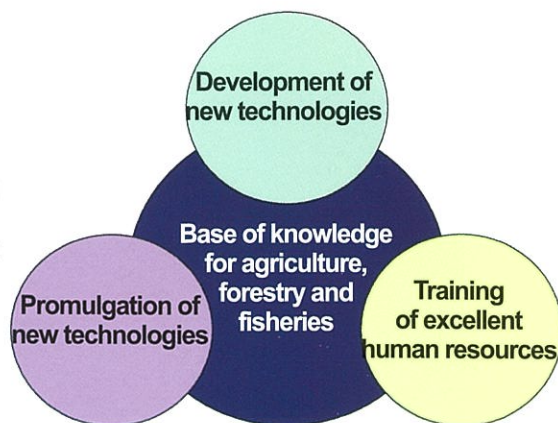 Development of
new technologies
Base of knowledge
for agriculture,
forestry and
fisheries
Promulgation of
new technologies
Training
of excellent
human resources